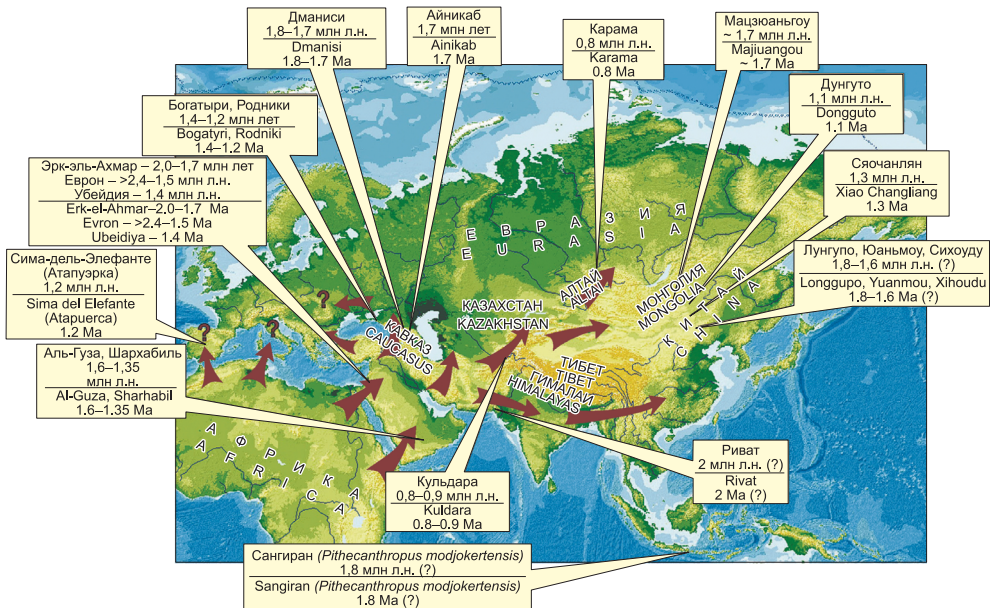 Дманиси
1,8–1,7 млн л.н.
Dmanisi
1.8–1.7 Ma
Айникаб
1,7 мпн лет
Ainikab
1.7 Ma
Карама
0,8 млн л.н.
Karama
0.8 Ma
Мацзюаньгоу
~ 1,7 млн л.н.
Majiuangou
~ 1.7 Ma
Дунгуто
1,1 млн л.н.
Dongguto
1.1 Ma
Богатыри, Родники
1,4–1,2 млн лет
Bogatyri, Rodniki
1.4–1.2 Ma
Эрк-эль-Ахмар – 2,0–1,7 млн лет
Еврон – >2,4–1,5 млн л.н.
Убейдия – 1,4 млн л.н.
Erk-el-Ahmar–2.0–1.7 Ma
Evron – >2.4–1.5 Ma
Ubeidiya – 1.4 Ma
Сяочанлян
1,3 млн л.н.
Xiao Changliang
1.3 Ma
Сима-дель-Элефанте
(Атапуэрка)
1,2 млн л.н.
Sima del Elefante
(Atapuerca)
1.2 Ma
Лунгупо, Юаньмоу, Сихоуду
1,8–1,6 млн л.н. (?)
Longgupo, Yuanmou, Xihoudu
1.8–1.6 Ma (?)
Аль-Гуза, Шархабиль
1,6–1,35
млн л.н.
Al-Guza, Sharhabil
1.6–1.35 Ma
ЕВРАЗИЯ
EURASIA
АЛТАЙ
ALTAI
МОНГОЛИЯ
MONGOLIA
КИТАЙ
CHINA
КАЗАХСТАН
KAZAKHSTAN
КАВКАЗ
CAUCASUS
ТИБЕТ
TIBET
ГИМАЛАИ
HIMALAYAS
АФРИКА
AFRICA
?
?
?
Кульдара
0,8–0,9 млн л.н.
Kuldara
0.8–0.9 Ma
Риват
2 млн л.н. (?)
Rivat
2 Ma (?)
Сангиран (Pithecanthropus modjokertensis)
1,8 млн л.н. (?)
Sangiran (Pithecanthropus modjokertensis)
1.8 Ma (?)